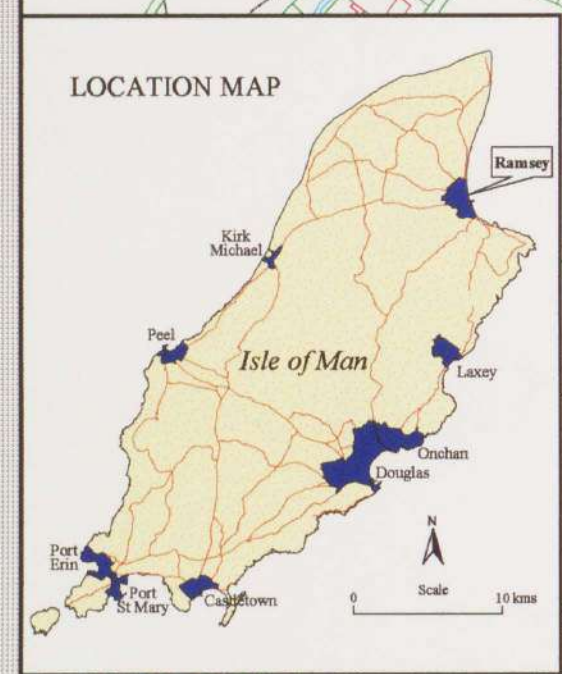 LOCATION MAP
Ramsey
Kirk
Michael
Peel
Isle of Man
Laxey
Onchan
Douglas
Port
Erin
Port
St Mary
Castletown
N
Scale
0
10 kms